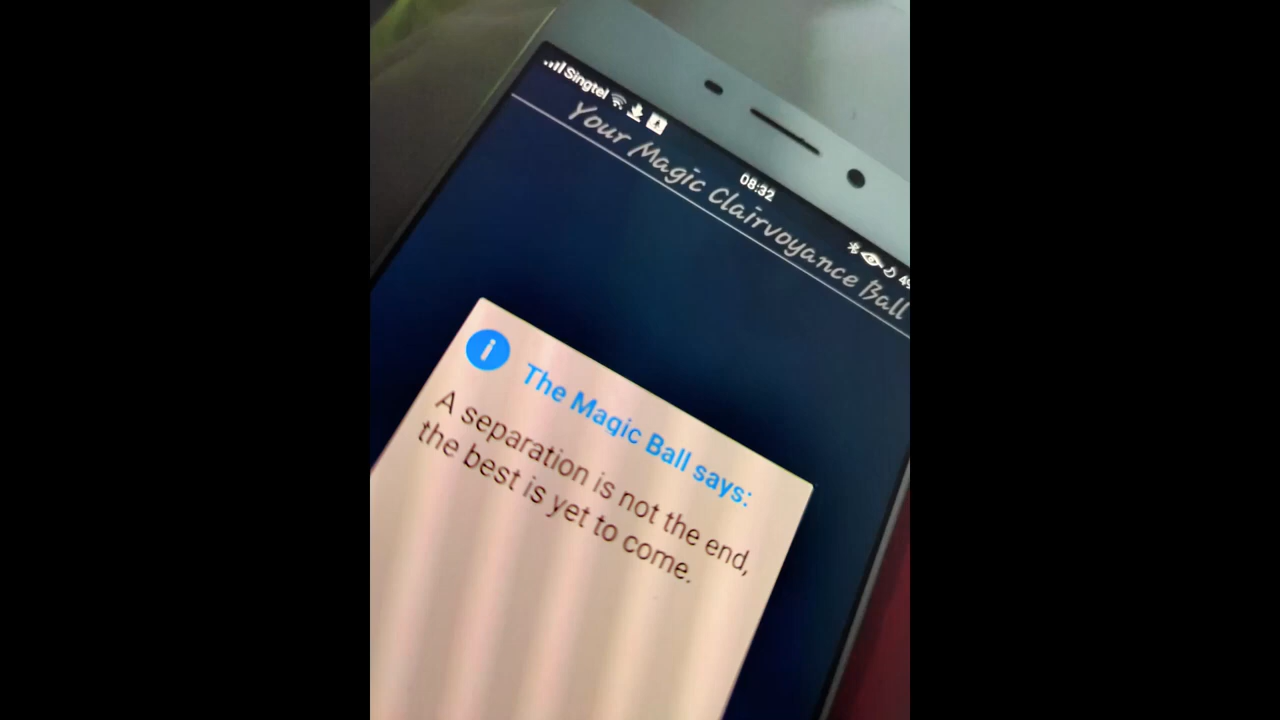 Singtel
08:32
Your Magic Clairvoyance Ball
i
The Magic Ball says:
A separation is not the end,
the best is yet to come.